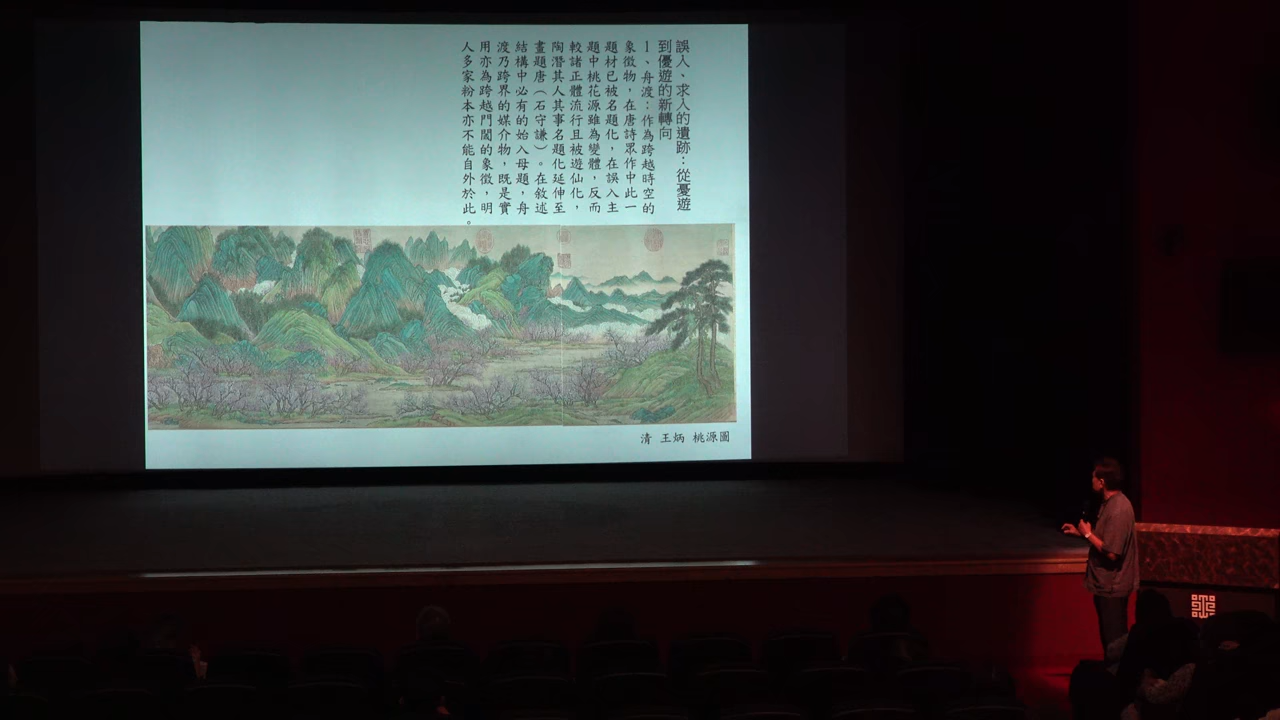 誤入、求入的遺跡：從憂遊
到優遊的新轉向
1、舟渡：作為跨越時空的
象徵物，在唐詩眾作中此一
題材已被名題化，在誤入主
題中桃花源雖為變體，反而
較諸正體流行且被遊仙化，
陶潛其人其事名題化延伸至
畫題唐（石守謙）。在敘述
結構中必有的始入母題，舟
渡乃跨界的媒介物，既是實
用亦為跨越門閾的象徵，明
人多家粉本亦不能自外於此。
清 王炳 桃源圖